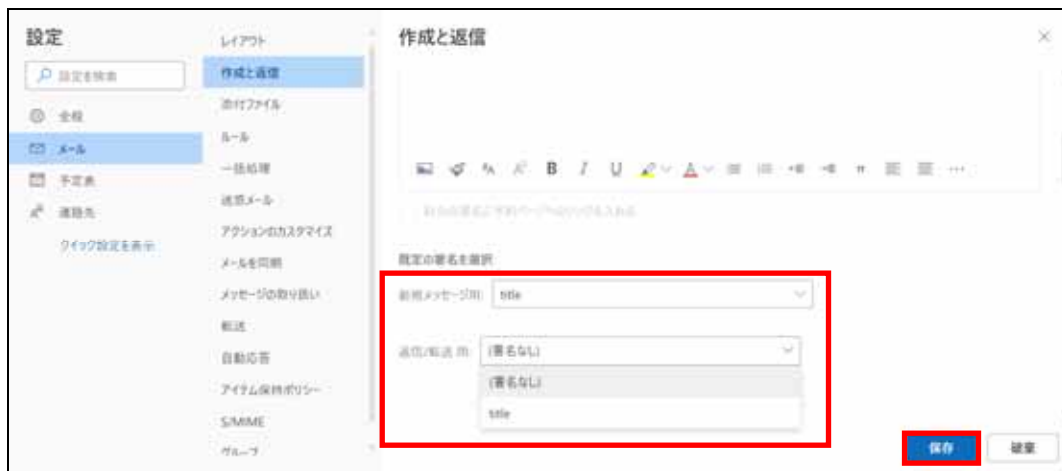 設定
設定を検索
全般
メール
予定表
連絡先
クイック設定を表示
レイアウト
作成と返信
添付ファイル
ルール
一括処理
迷惑メール
アクションのカスタマイズ
メールを同期
メッセージの取り扱い
転送
自動応答
アイテム保持ポリシー
S/MIME
グループ
作成と返信
B I U A
既定の署名を選択
新規メッセージ用: title
返信/転送 用: (署名なし)
(署名なし)
title
保存 破棄